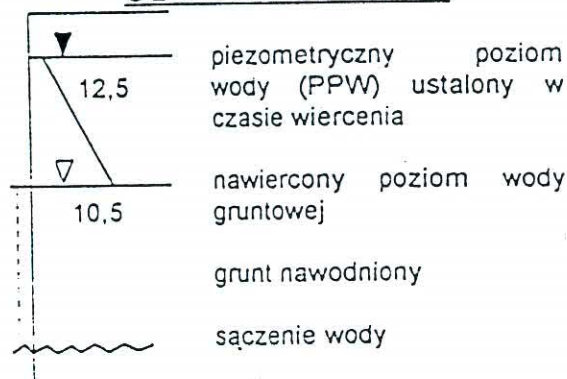 piezometryczny poziom
12,5
wody (PPW) ustalony w
czasie wiercenia
nawiercony poziom wody
10,5
gruntowej
grunt nawodniony
sączenie wody